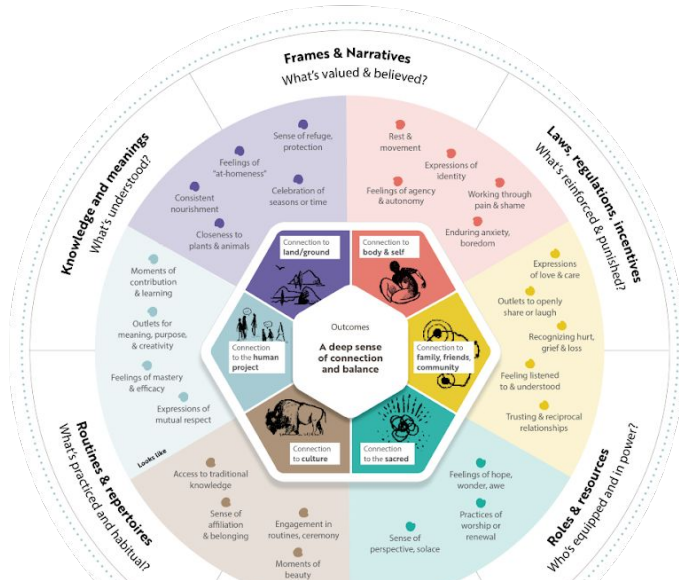 Frames & Narratives
What's valued & believed?
Knowledge and meanings
What's understood?
Laws, regulations, incentives
What's reinforced & punished?
Sense of refuge,
protection
Feelings of
"at-homeness"
Consistent
nourishment
Celebration of
seasons or time
Closeness to
plants & animals
Rest &
movement
Expressions of
identity
Feelings of agency
& autonomy
Working through
pain & shame
Enduring anxiety,
boredom
Moments of
contribution
& learning
Outlets for
meaning, purpose,
& creativity
Feelings of mastery
& efficacy
Expressions of
mutual respect
Expressions
of love & care
Outlets to openly
share or laugh
Recognizing hurt,
grief & loss
Feeling listened
to & understood
Trusting & reciprocal
relationships
Connection to
land/ground
Connection to
body & self
Connection
to the human
project
Outcomes
A deep sense
of connection
and balance
Connection to
family, friends,
community
Connection
to culture
Connection
to the sacred
Looks like
Access to traditional
knowledge
Sense of
affiliation
& belonging
Engagement in
routines, ceremony
Moments of
beauty
Feelings of hope,
wonder, awe
Practices of
worship or
renewal
Sense of
perspective, solace
Routines & repertoires
What's practiced and habitual?
Roles & resources
Who's equipped and in power?